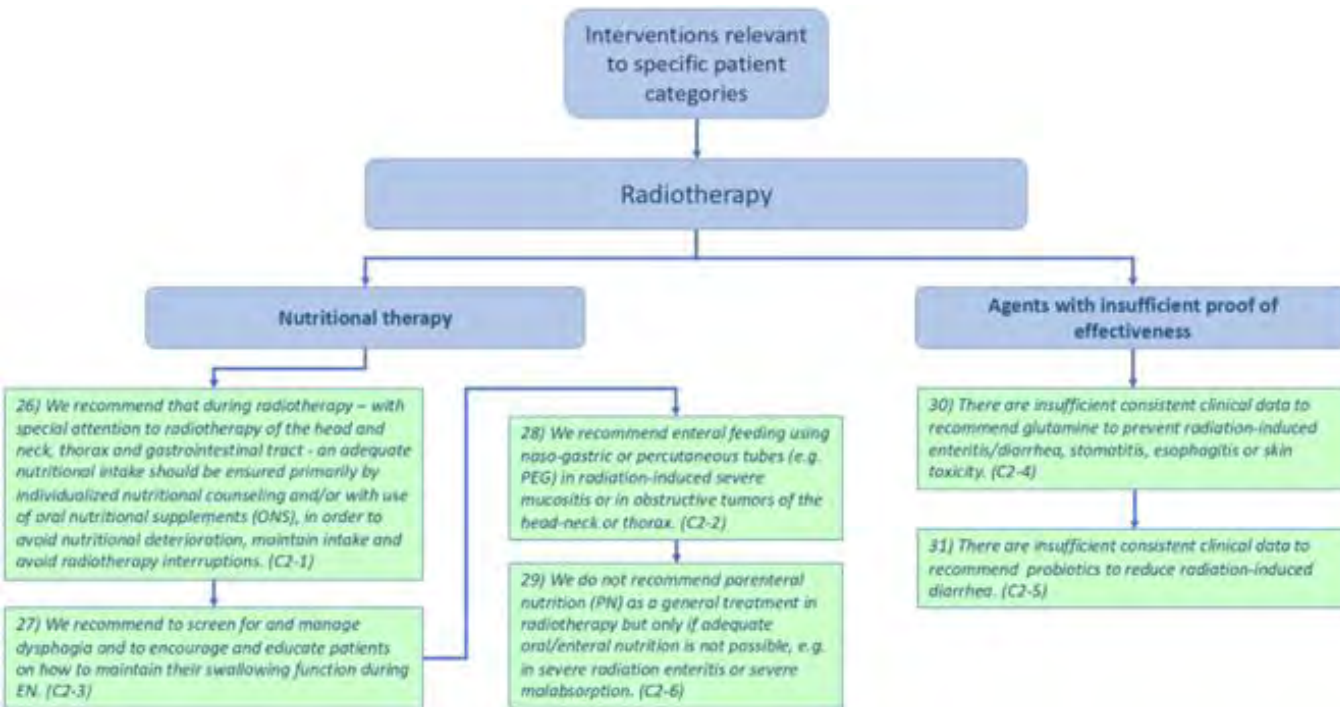 Interventions relevant
to specific patient
categories
Radiotherapy
Nutritional therapy
Agents with insufficient proof of
effectiveness
26) We recommend that during radiotherapy – with
special attention to radiotherapy of the head and
neck, thorax and gastrointestinal tract - an adequate
nutritional intake should be ensured primarily by
individualized nutritional counseling and/or with use
of oral nutritional supplements (ONS), in order to
avoid nutritional deterioration, maintain intake and
avoid radiotherapy interruptions. (C2-1)
27) We recommend to screen for and manage
dysphagia and to encourage and educate patients
on how to maintain their swallowing function during
EN. (C2-3)
28) We recommend enteral feeding using
naso-gastric or percutaneous tubes (e.g.
PEG) in radiation-induced severe
mucositis or in obstructive tumors of the
head-neck or thorax. (C2-2)
29) We do not recommend parenteral
nutrition (PN) as a general treatment in
radiotherapy but only if adequate
oral/enteral nutrition is not possible, e.g.
in severe radiation enteritis or severe
malabsorption. (C2-6)
30) There are insufficient consistent clinical data to
recommend glutamine to prevent radiation-induced
enteritis/diarrhea, stomatitis, esophagitis or skin
toxicity. (C2-4)
31) There are insufficient consistent clinical data to
recommend probiotics to reduce radiation-induced
diarrhea. (C2-5)